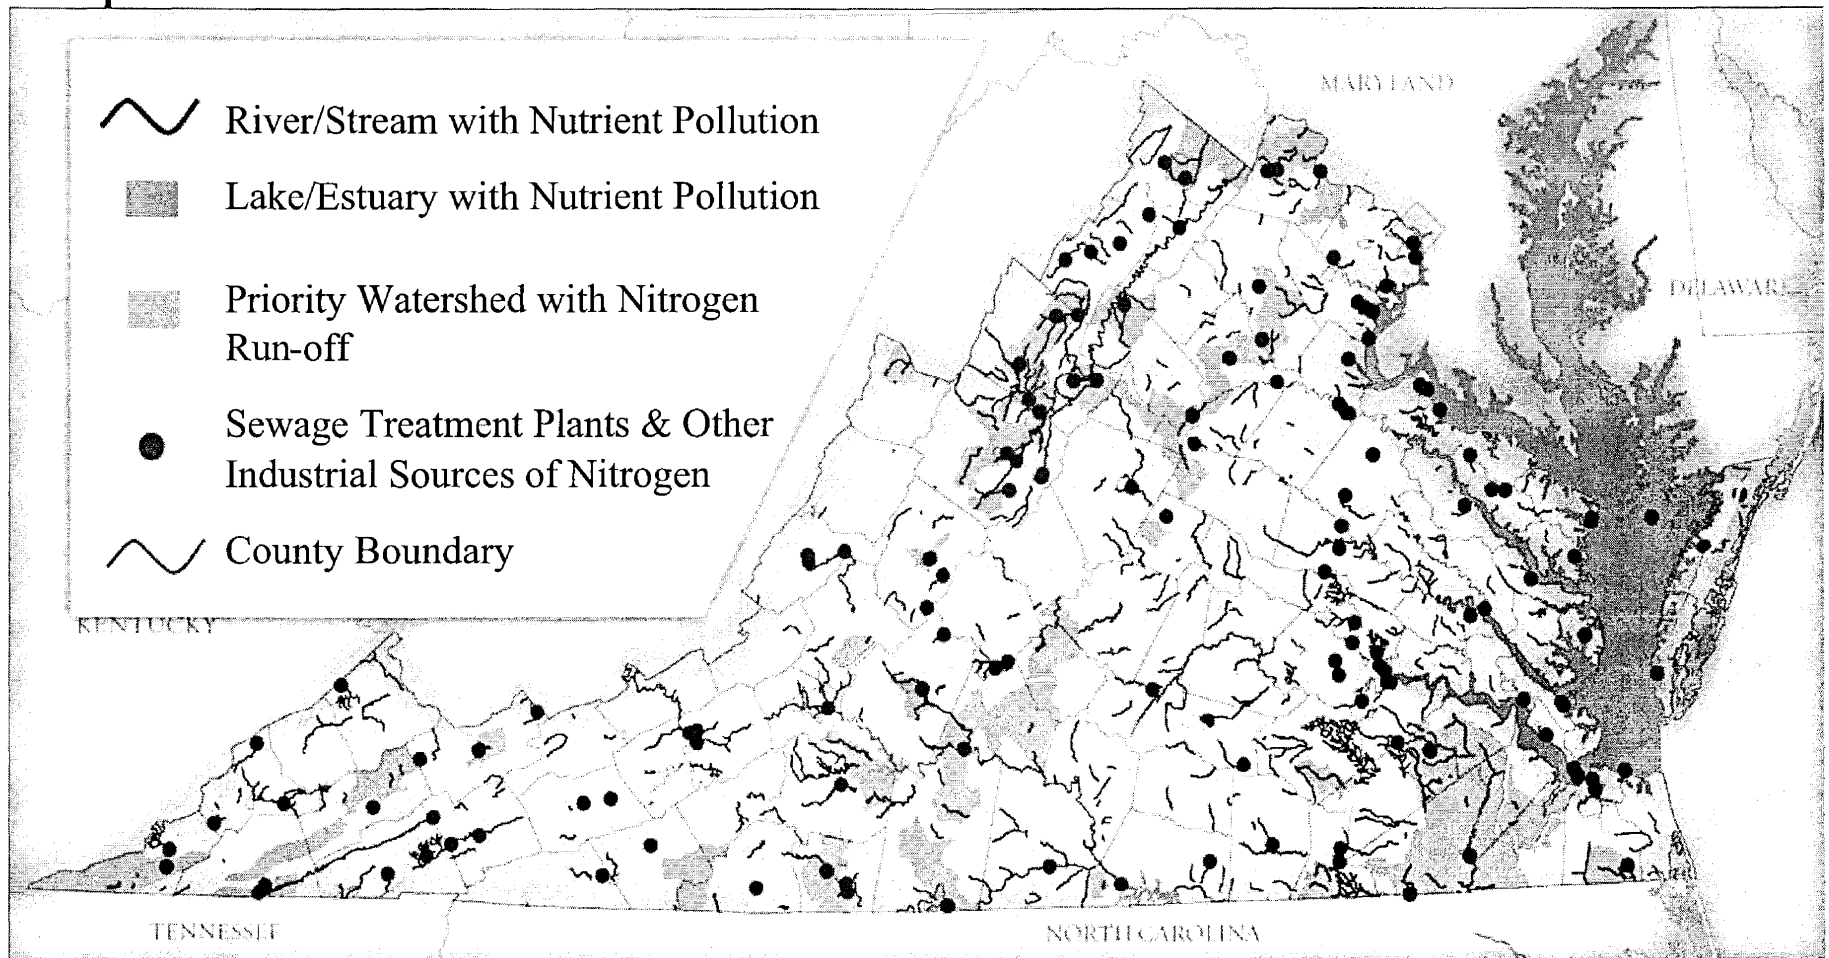 MARYLAND
River/Stream with Nutrient Pollution
Lake/Estuary with Nutrient Pollution
DELAWARE
Priority Watershed with Nitrogen
Run-off
Sewage Treatment Plants & Other
Industrial Sources of Nitrogen
County Boundary
KENTUCKY
TENNESSEE
NORTH CAROLINA